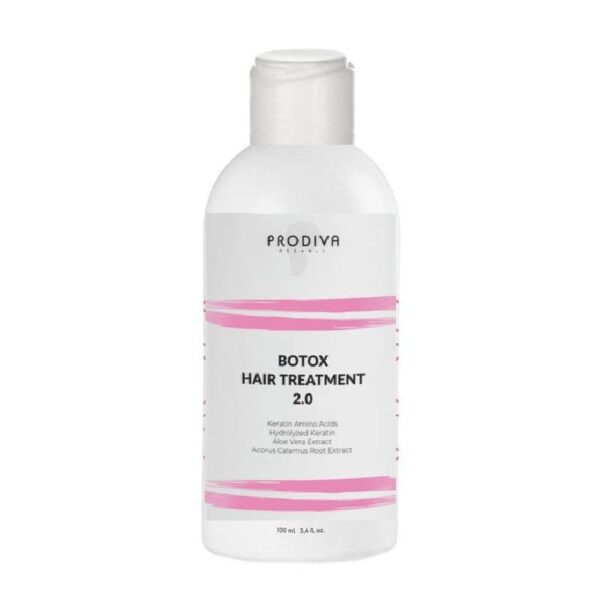 PRODIVA
ORGANIC
BOTOX
HAIR TREATMENT
2.0
Keratin Amino Acids
Hydrolyzed Keratin
Aloe Vera Extract
Acorus Calamus Root Extract
100 ml 3,4 fl. oz.